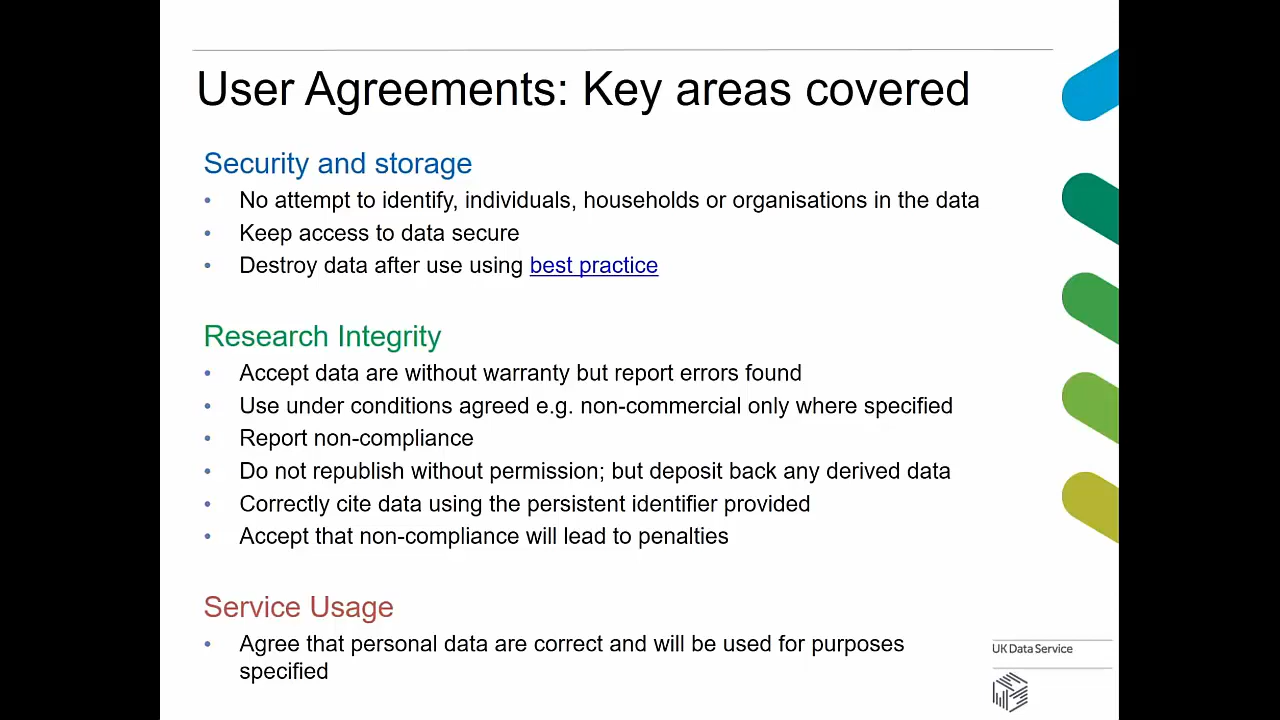 User Agreements: Key areas covered
Security and storage
• No attempt to identify, individuals, households or organisations in the data
• Keep access to data secure
• Destroy data after use using best practice
Research Integrity
• Accept data are without warranty but report errors found
• Use under conditions agreed e.g. non-commercial only where specified
• Report non-compliance
• Do not republish without permission; but deposit back any derived data
• Correctly cite data using the persistent identifier provided
• Accept that non-compliance will lead to penalties
Service Usage
• Agree that personal data are correct and will be used for purposes
specified
UK Data Service